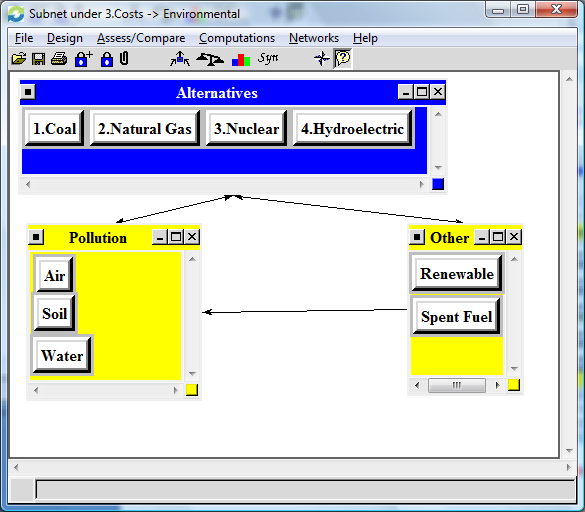 Subnet under 3.Costs -> Environmental
File Design Assess/Compare Computations Networks Help
Syn
Alternatives
1.Coal 2.Natural Gas 3.Nuclear 4.Hydroelectric
Pollution
Air
Soil
Water
Other
Renewable
Spent Fuel